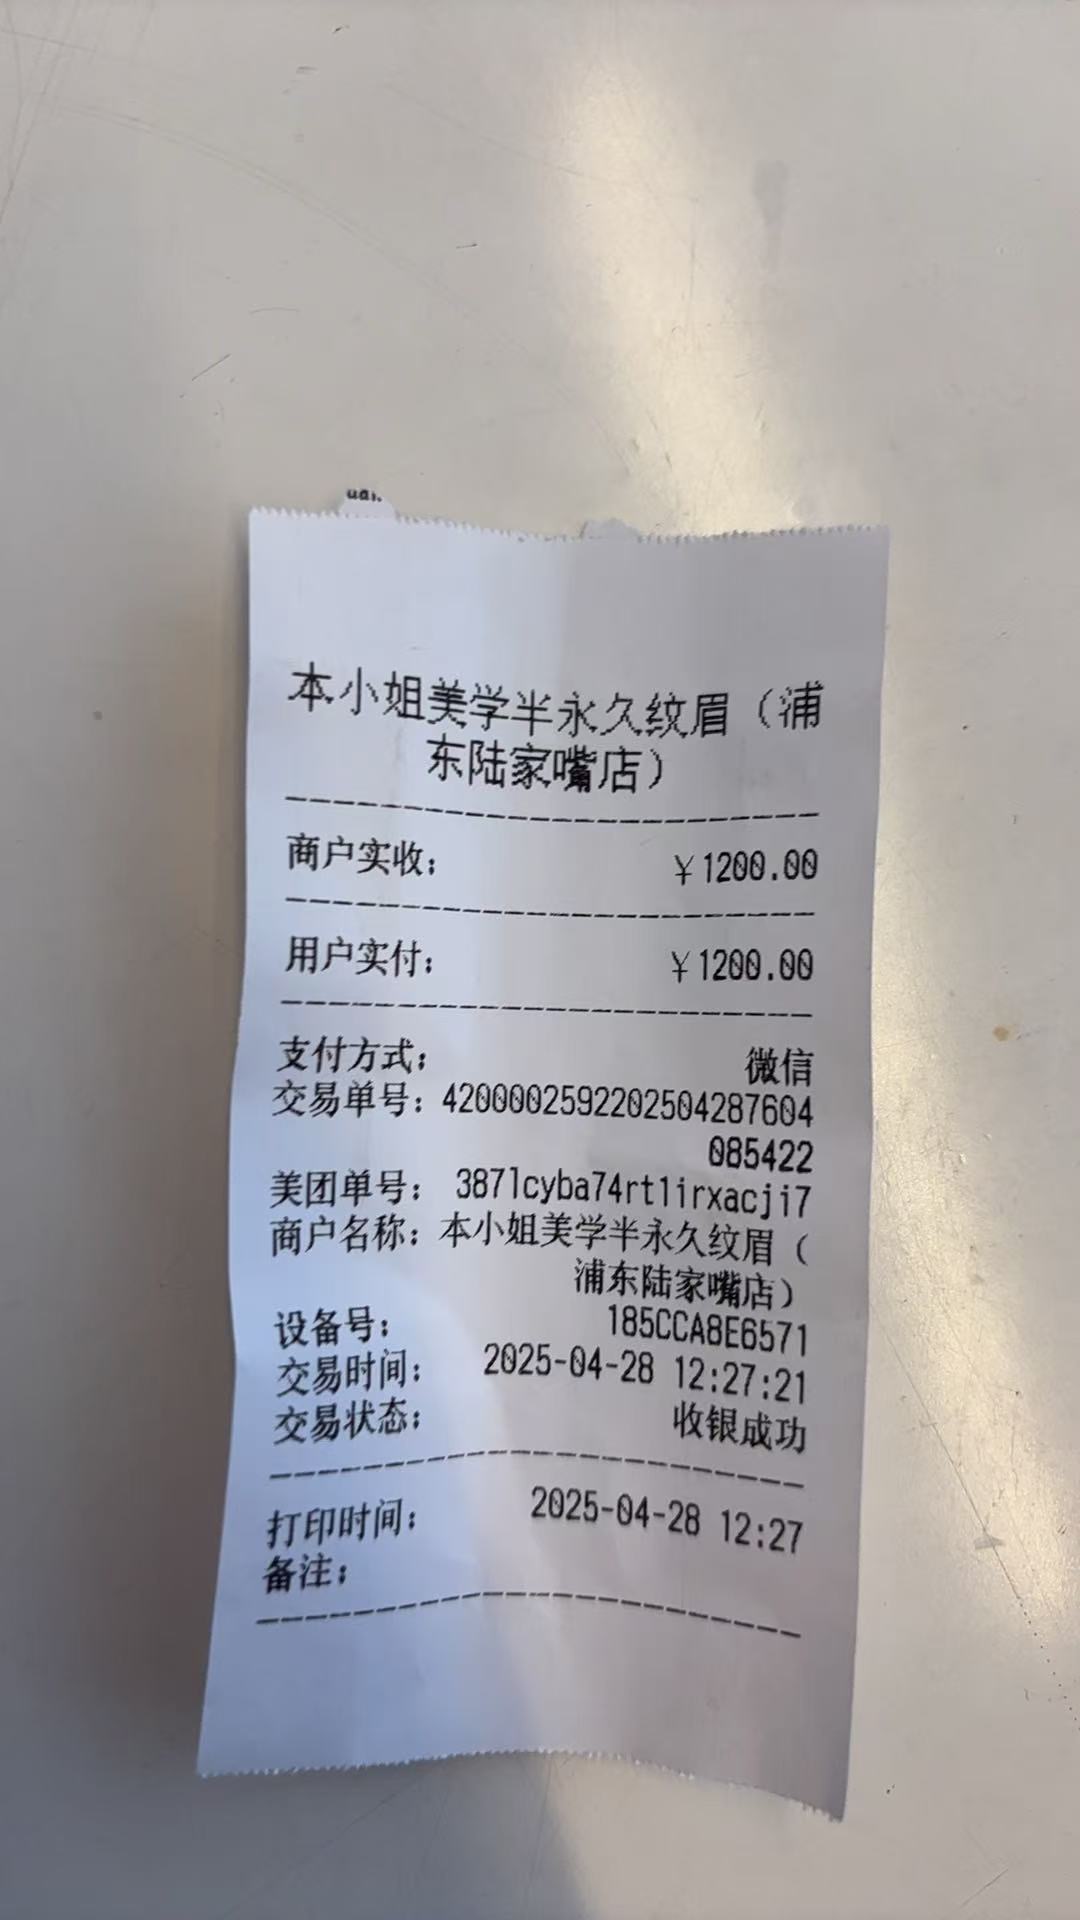 本小姐美学半永久纹眉（浦
东陆家嘴店）
商户实收： ￥1200.00
用户实付： ￥1200.00
支付方式： 微信
交易单号：4200002592202504287604
085422
美团单号： 387lcyba74rt1irxacji7
商户名称：本小姐美学半永久纹眉（
浦东陆家嘴店）
设备号： 185CCA8E6571
交易时间： 2025-04-28 12:27:21
交易状态： 收银成功
打印时间： 2025-04-28 12:27
备注：